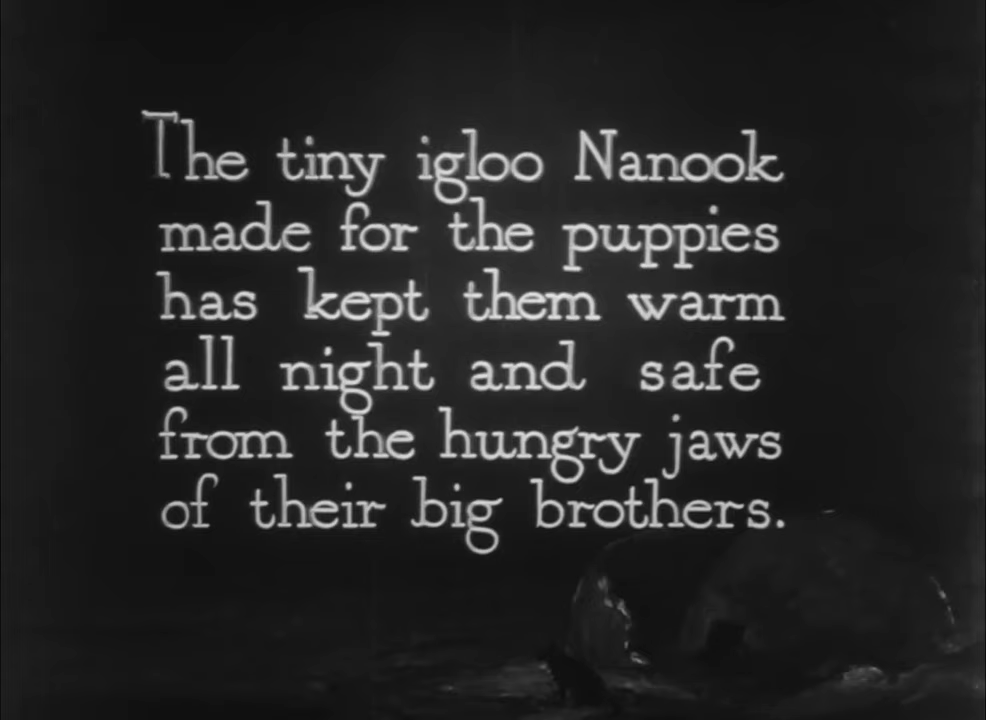 The tiny igloo Nanook
made for the puppies
has kept them warm
all night and safe
from the hungry jaws
of their big brothers.